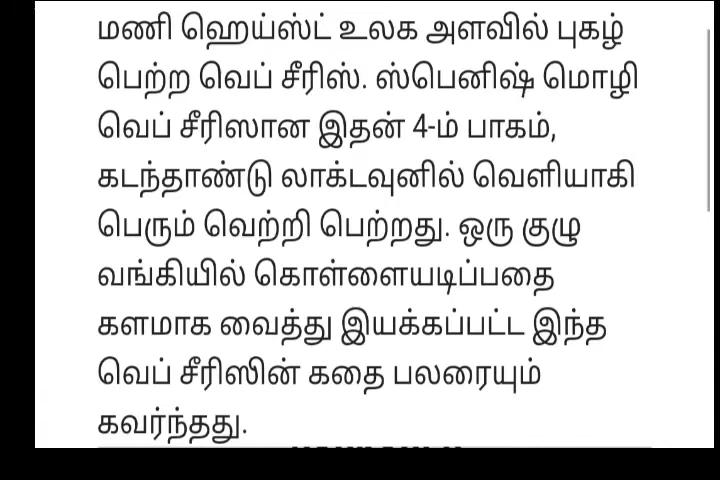 மணி ஹெய்ஸ்ட் உலக அளவில் புகழ்
பெற்ற வெப் சீரிஸ். ஸ்பெனிஷ் மொழி
வெப் சீரிஸான இதன் 4-ம் பாகம்,
கடந்தாண்டு லாக்டவுனில் வெளியாகி
பெரும் வெற்றி பெற்றது. ஒரு குழு
வங்கியில் கொள்ளையடிப்பதை
களமாக வைத்து இயக்கப்பட்ட இந்த
வெப் சீரிஸின் கதை பலரையும்
கவர்ந்தது.